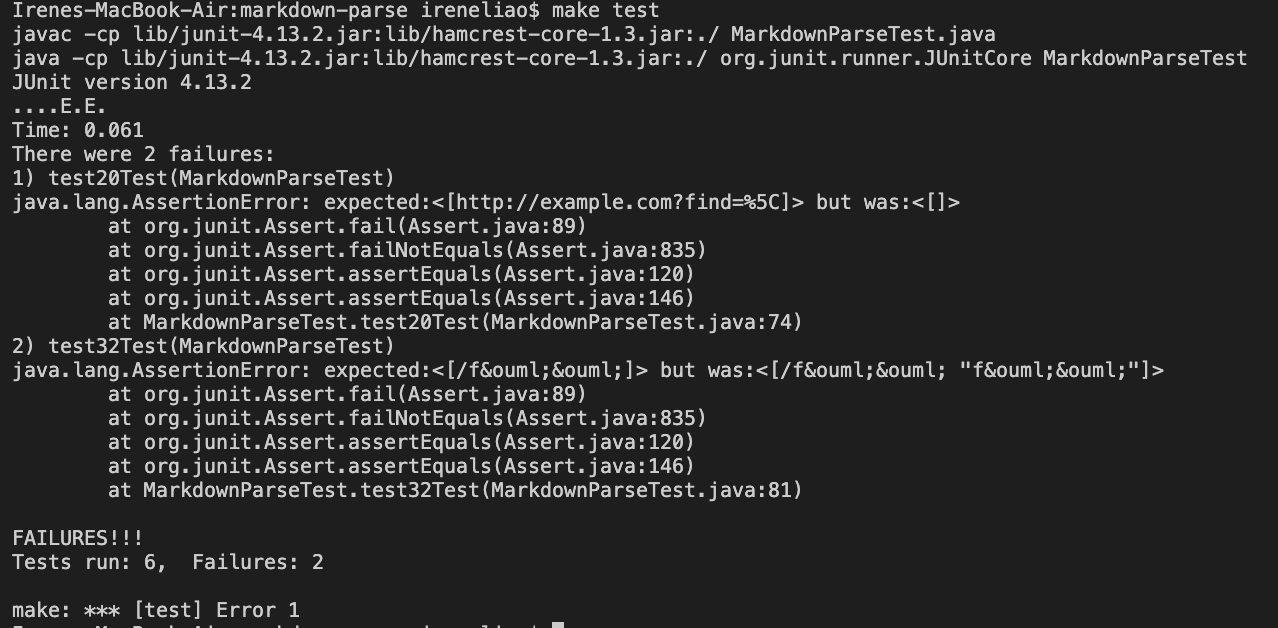 Irenes-MacBook-Air:markdown-parse ireneliao$ make test
javac -cp lib/junit-4.13.2.jar:lib/hamcrest-core-1.3.jar:./ MarkdownParseTest.java
java -cp lib/junit-4.13.2.jar:lib/hamcrest-core-1.3.jar:./ org.junit.runner.JUnitCore MarkdownParseTest
JUnit version 4.13.2
....E.E.
Time: 0.061
There were 2 failures:
1) test20Test(MarkdownParseTest)
java.lang.AssertionError: expected:<[http://example.com?find=%5C]> but was:<[]>
        at org.junit.Assert.fail(Assert.java:89)
        at org.junit.Assert.failNotEquals(Assert.java:835)
        at org.junit.Assert.assertEquals(Assert.java:120)
        at org.junit.Assert.assertEquals(Assert.java:146)
        at MarkdownParseTest.test20Test(MarkdownParseTest.java:74)
2) test32Test(MarkdownParseTest)
java.lang.AssertionError: expected:<[/f&ouml;&ouml;]> but was:<[/f&ouml;&ouml; "f&ouml;&ouml;"]>
        at org.junit.Assert.fail(Assert.java:89)
        at org.junit.Assert.failNotEquals(Assert.java:835)
        at org.junit.Assert.assertEquals(Assert.java:120)
        at org.junit.Assert.assertEquals(Assert.java:146)
        at MarkdownParseTest.test32Test(MarkdownParseTest.java:81)

FAILURES!!!
Tests run: 6,  Failures: 2

make: *** [test] Error 1